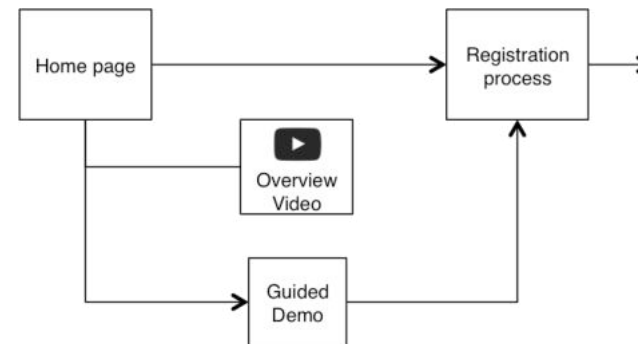 Home page
Registration
process
Overview
Video
Guided
Demo